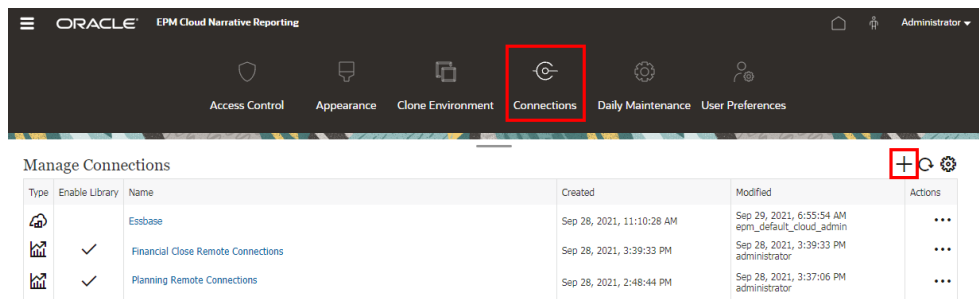 ORACLE EPM Cloud Narrative Reporting Administrator
Access Control Appearance Clone Environment Connections Daily Maintenance User Preferences
Manage Connections
Type Enable Library Name Created Modified Actions
Essbase Sep 28, 2021, 11:10:28 AM Sep 29, 2021, 6:55:54 AM
epm_default_cloud_admin
Financial Close Remote Connections Sep 28, 2021, 3:39:33 PM Sep 28, 2021, 3:39:33 PM
administrator
Planning Remote Connections Sep 28, 2021, 2:48:44 PM Sep 28, 2021, 3:37:06 PM
administrator